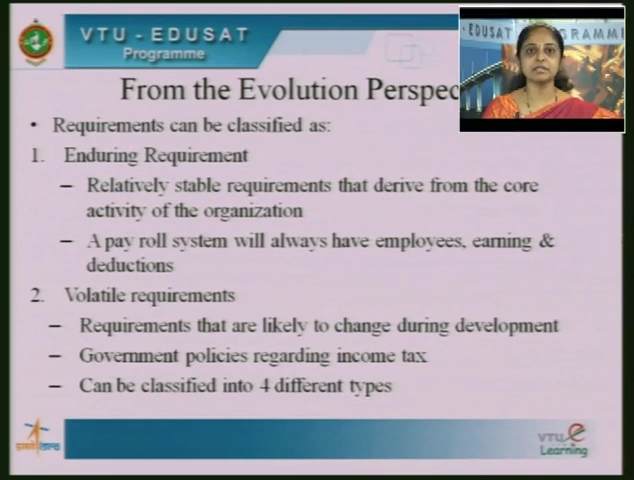 VTU - EDUSAT
Programme
EDUSAT PROGRAMM
From the Evolution Perspec
• Requirements can be classified as:
1. Enduring Requirement
– Relatively stable requirements that derive from the core
activity of the organization
– A pay roll system will always have employees, earning &
deductions
2. Volatile requirements
– Requirements that are likely to change during development
– Government policies regarding income tax
– Can be classified into 4 different types
VTU e
Learning